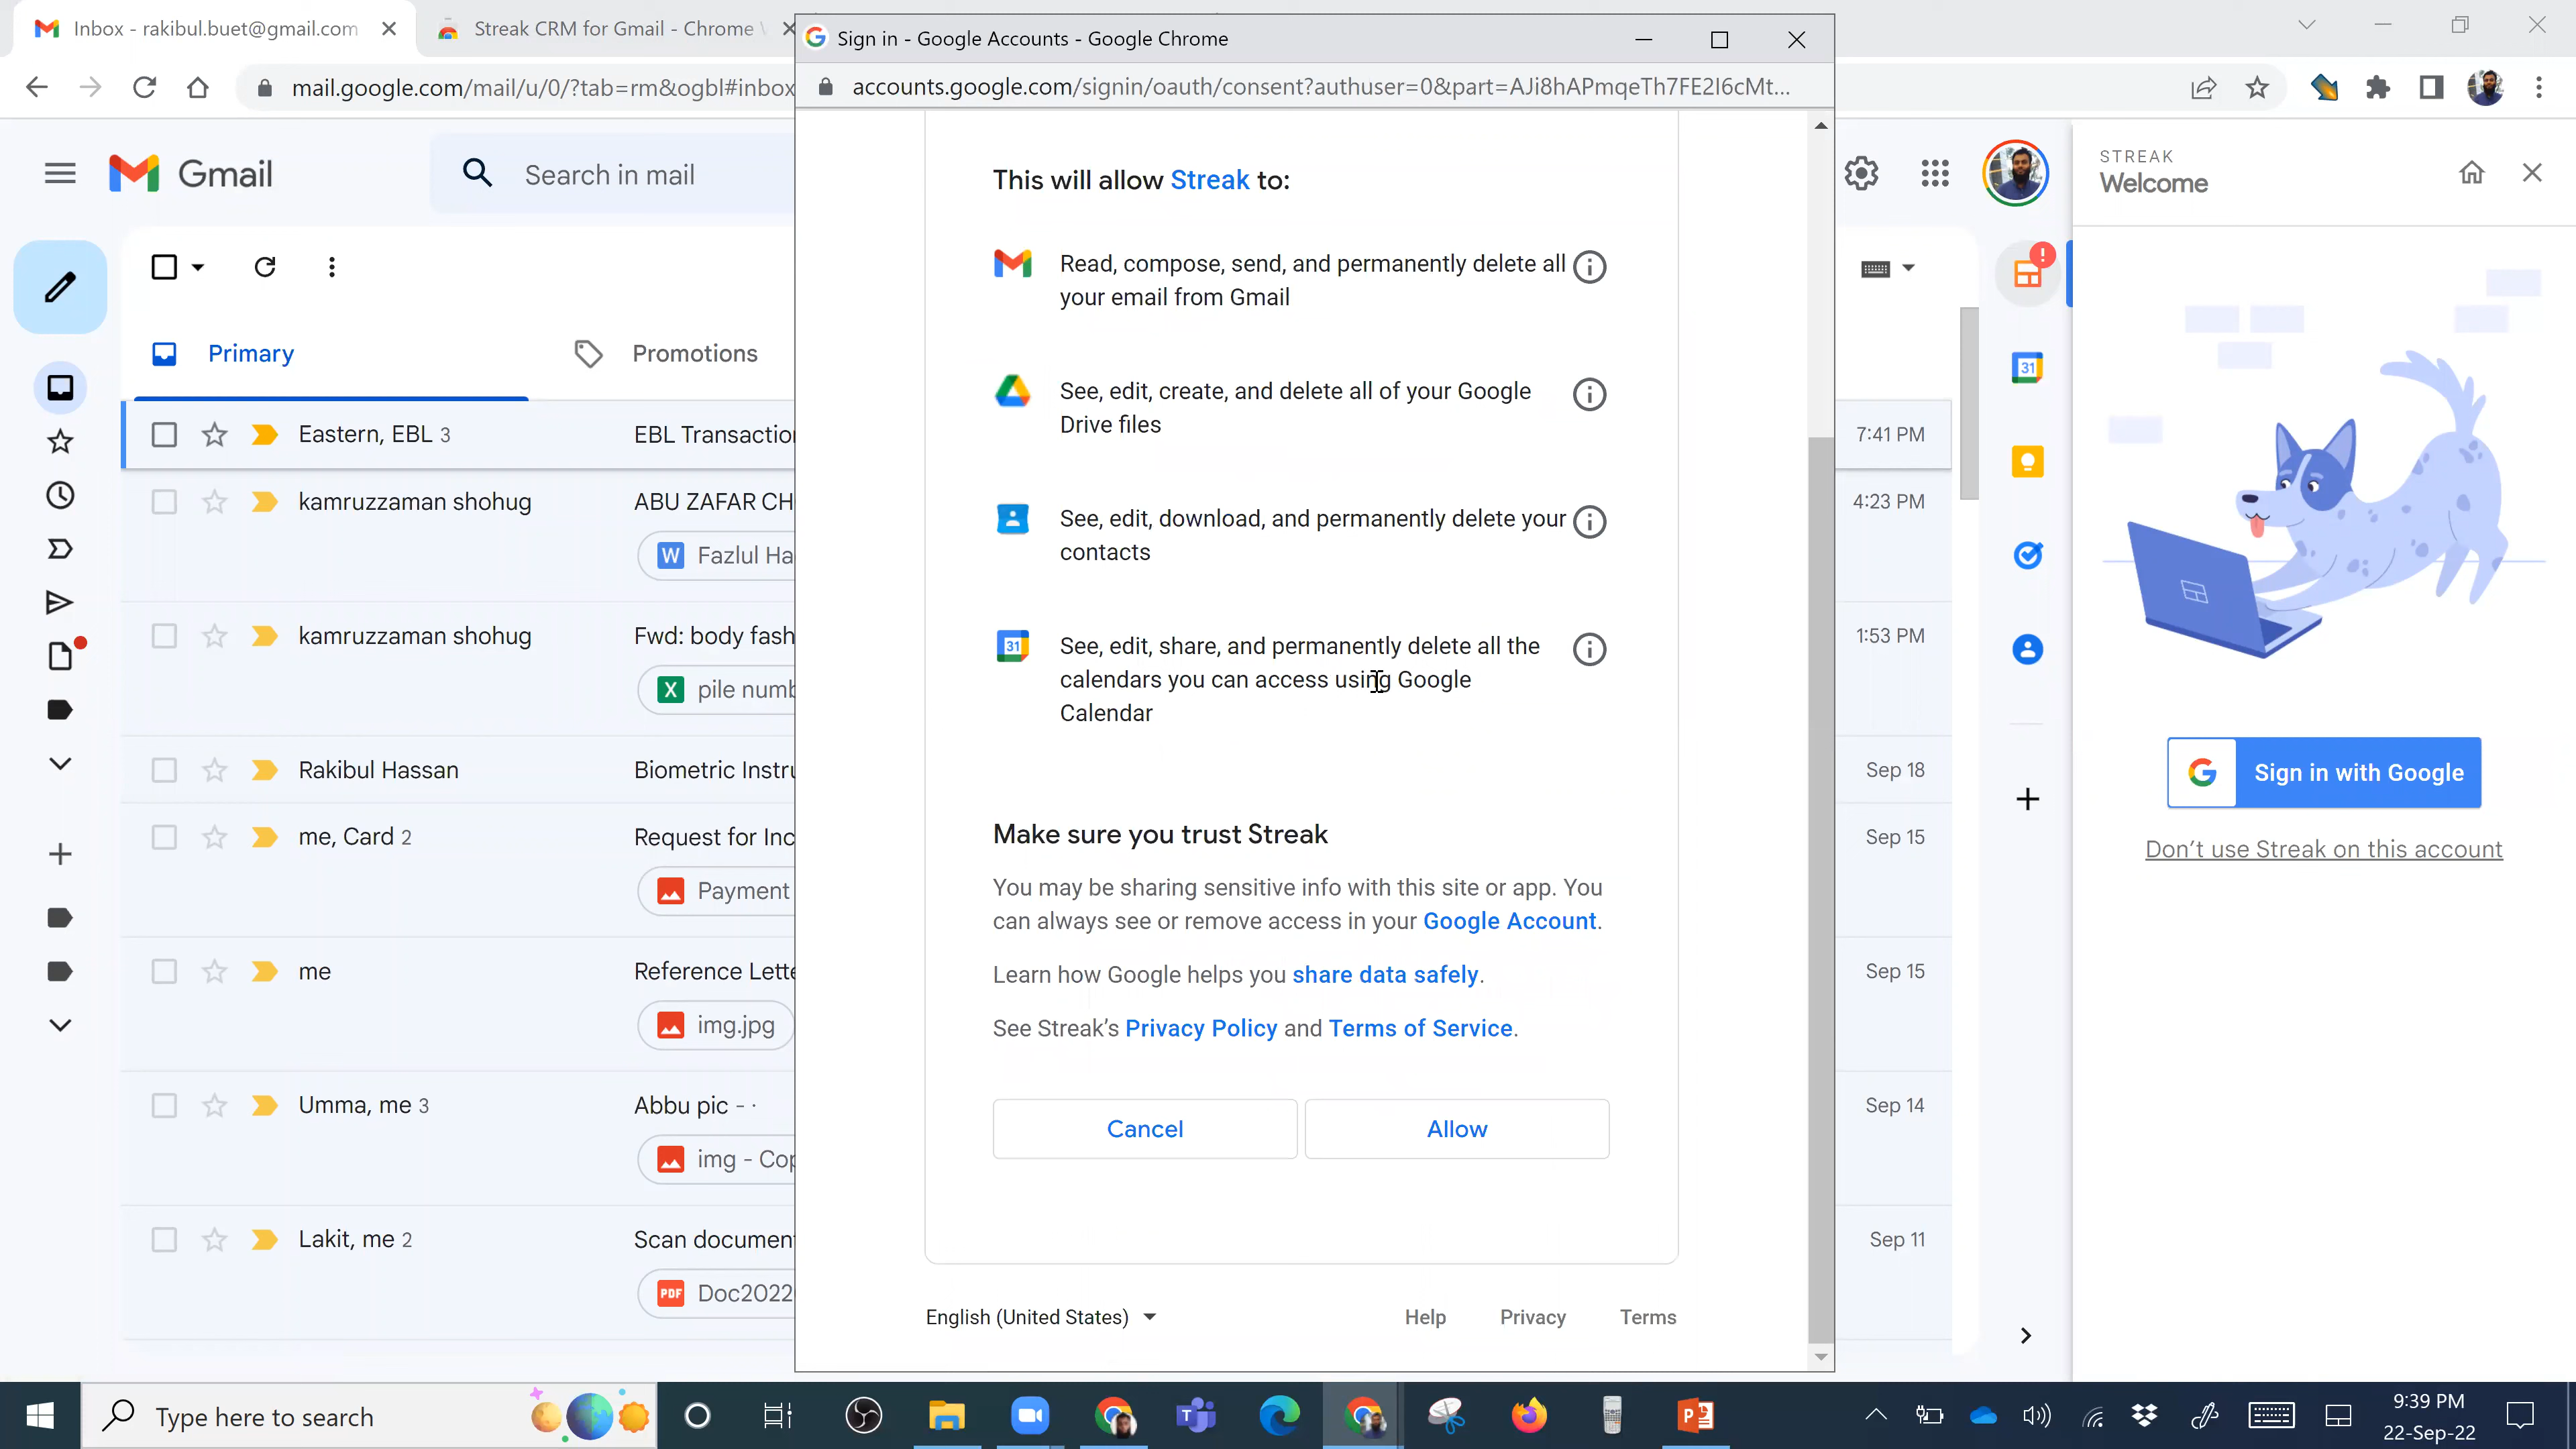 Inbox - rakibul.buet@gmail.com
Streak CRM for Gmail - Chrome
Sign in - Google Accounts - Google Chrome
mail.google.com/mail/u/0/?tab=rm&ogbl#inbox
accounts.google.com/signin/oauth/consent?authuser=0&part=AJi8hAPmqeTh7FE2I6cMt...
Gmail
Search in mail
Primary
Promotions
Eastern, EBL 3
EBL Transaction
7:41 PM
kamruzzaman shohug
ABU ZAFAR CH
4:23 PM
W Fazlul Ha
kamruzzaman shohug
Fwd: body fash
1:53 PM
X pile numb
Rakibul Hassan
Biometric Instru
Sep 18
me, Card 2
Request for Inc
Sep 15
Payment
me
Reference Lette
Sep 15
img.jpg
Umma, me 3
Abbu pic - ·
Sep 14
img - Cop
Lakit, me 2
Scan document
Sep 11
PDF Doc2022
This will allow Streak to:
Read, compose, send, and permanently delete all
your email from Gmail
See, edit, create, and delete all of your Google
Drive files
See, edit, download, and permanently delete your
contacts
31
See, edit, share, and permanently delete all the
calendars you can access using Google
Calendar
Make sure you trust Streak
You may be sharing sensitive info with this site or app. You
can always see or remove access in your Google Account.
Learn how Google helps you share data safely.
See Streak's Privacy Policy and Terms of Service.
Cancel
Allow
English (United States)
Help
Privacy
Terms
31
STREAK
Welcome
Sign in with Google
Don't use Streak on this account
Type here to search
9:39 PM
22-Sep-22